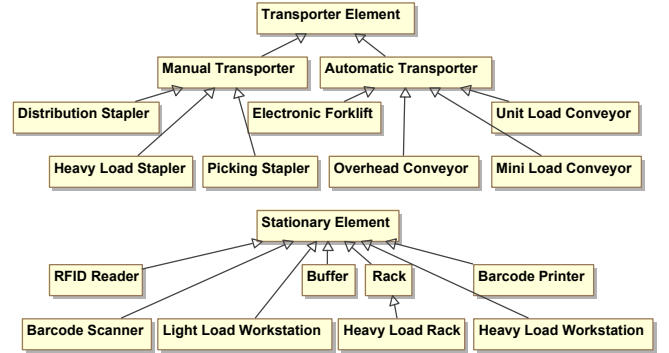 Transporter Element
Manual Transporter
Automatic Transporter
Distribution Stapler
Electronic Forklift
Unit Load Conveyor
Heavy Load Stapler
Picking Stapler
Overhead Conveyor
Mini Load Conveyor
Stationary Element
RFID Reader
Buffer
Rack
Barcode Printer
Barcode Scanner
Light Load Workstation
Heavy Load Rack
Heavy Load Workstation